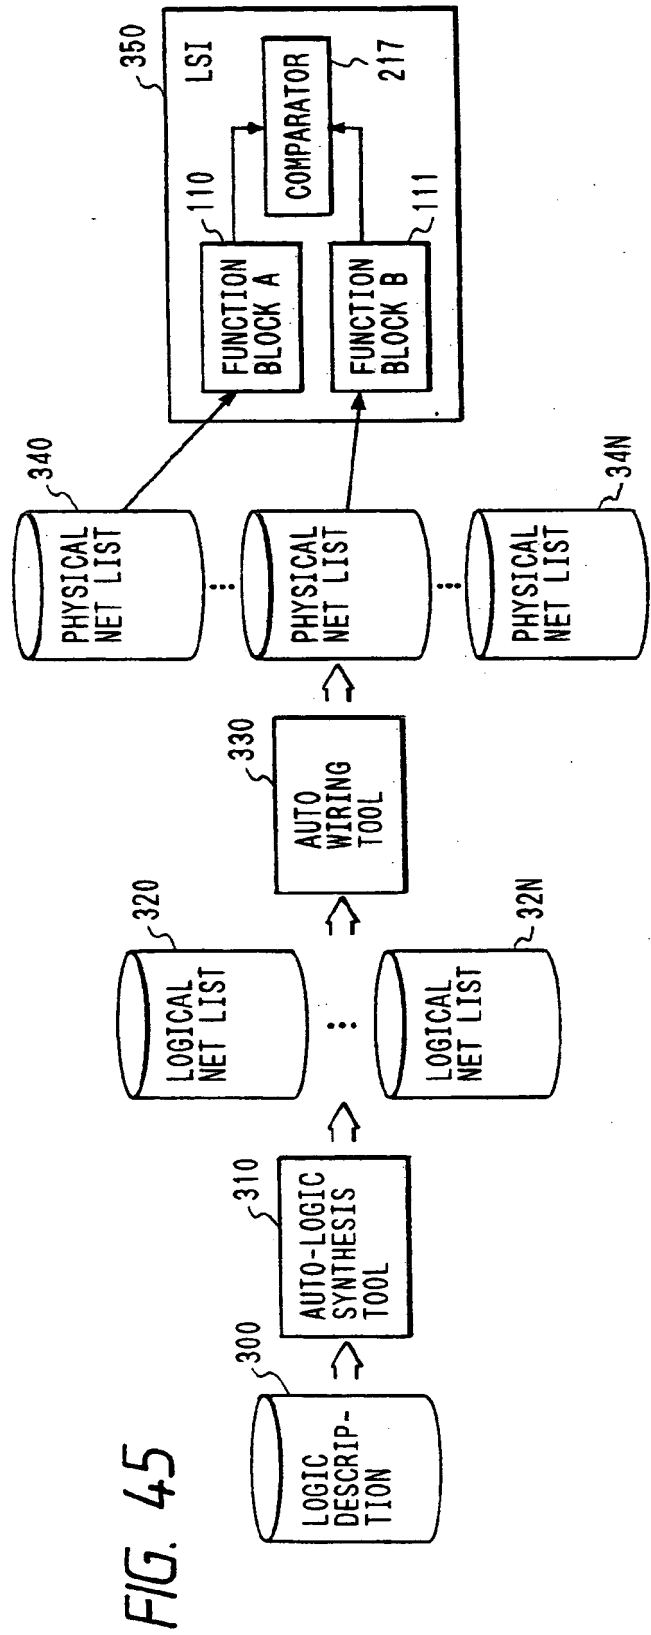 FIG. 45
300
LOGIC
DESCRIP-
TION
310
AUTO-LOGIC
SYNTHESIS
TOOL
320
LOGICAL
NET LIST
32N
LOGICAL
NET LIST
330
AUTO
WIRING
TOOL
340
PHYSICAL
NET LIST
PHYSICAL
NET LIST
34N
PHYSICAL
NET LIST
350
LSI
110
FUNCTION
BLOCK A
COMPARATOR
217
FUNCTION
BLOCK B
111